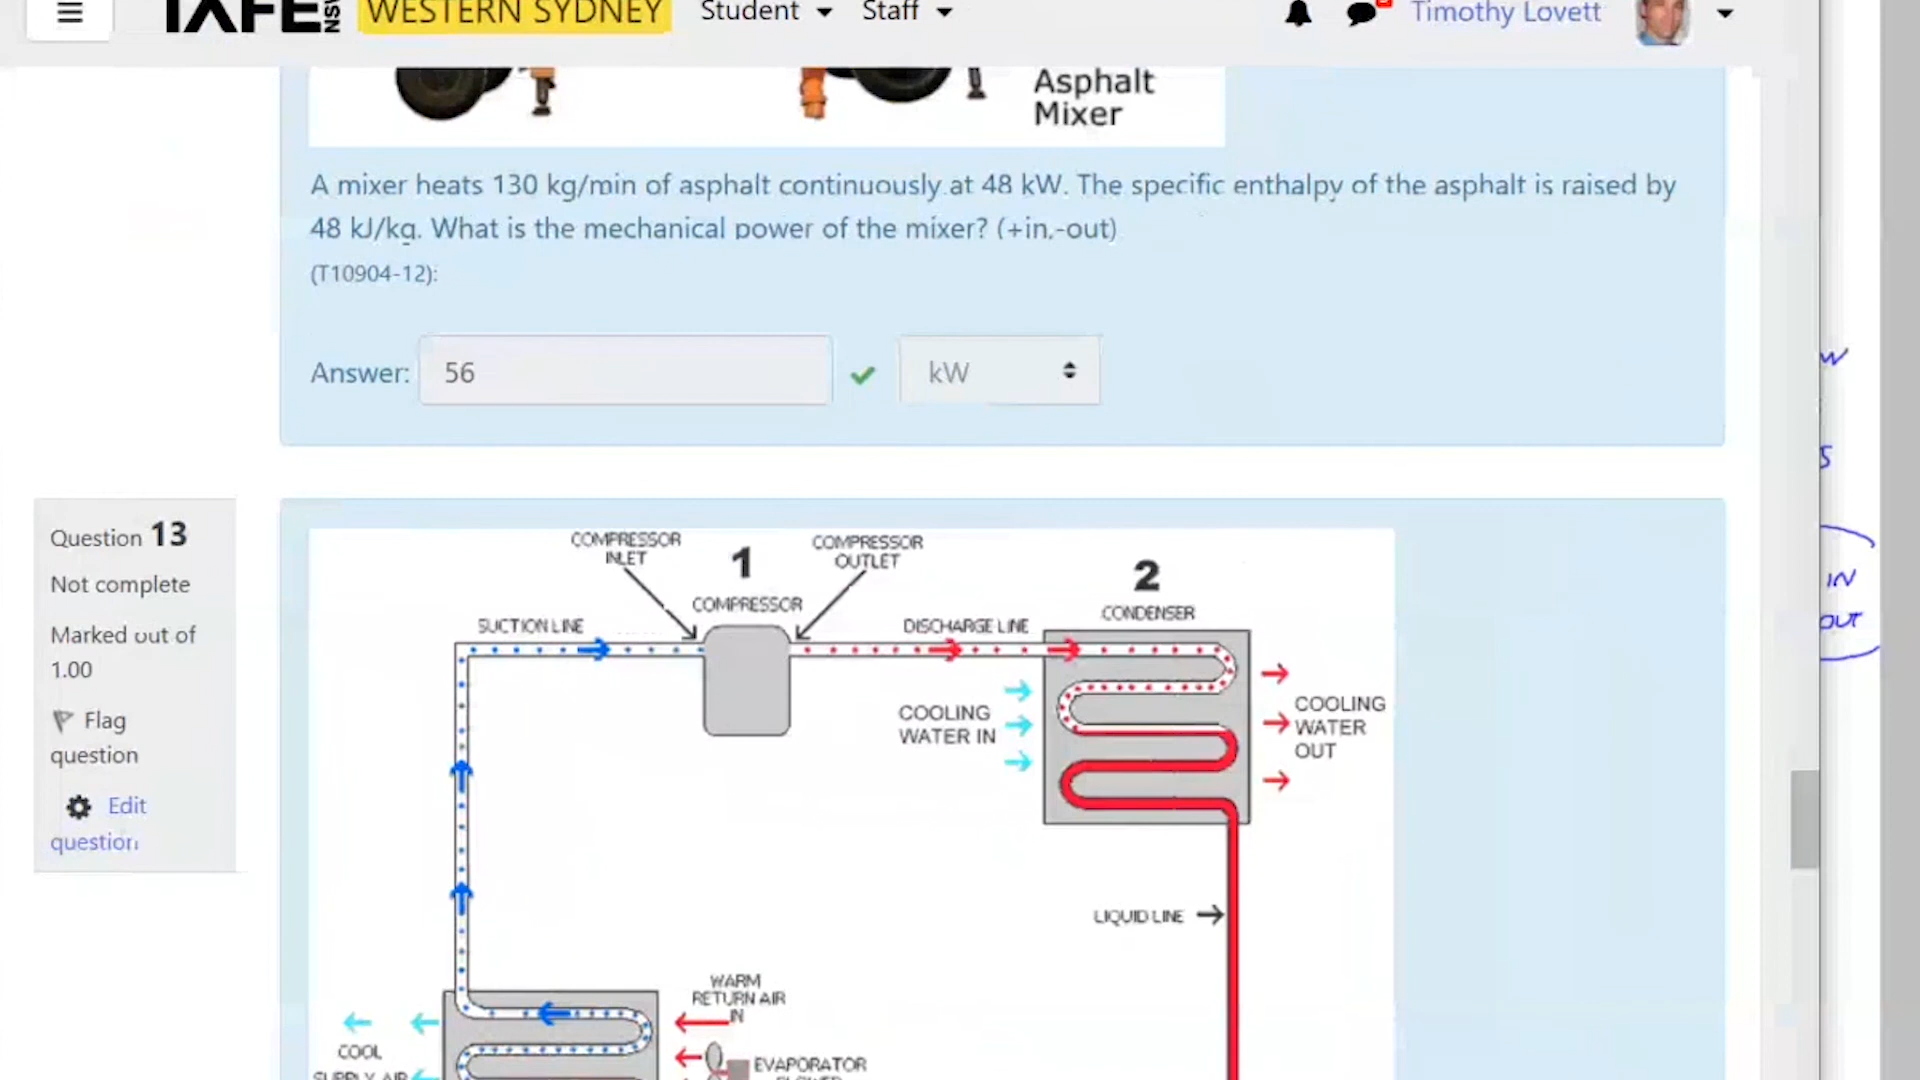 TAFE NSW WESTERN SYDNEY Student Staff Timothy Lovett
Asphalt
Mixer
A mixer heats 130 kg/min of asphalt continuously at 48 kW. The specific enthalpy of the asphalt is raised by
48 kJ/kg. What is the mechanical power of the mixer? (+in,-out)
(T10904-12):
Answer: 56 kW
Question 13
Not complete
Marked out of
1.00
Flag
question
Edit
question
COMPRESSOR
INLET
1
COMPRESSOR
OUTLET
COMPRESSOR
2
CONDENSER
SUCTION LINE
DISCHARGE LINE
COOLING
WATER IN
COOLING
WATER
OUT
LIQUID LINE
WARM
RETURN AIR
IN
COOL
SUPPLY AIR
EVAPORATOR
BLOWER
W
S
IN
OUT